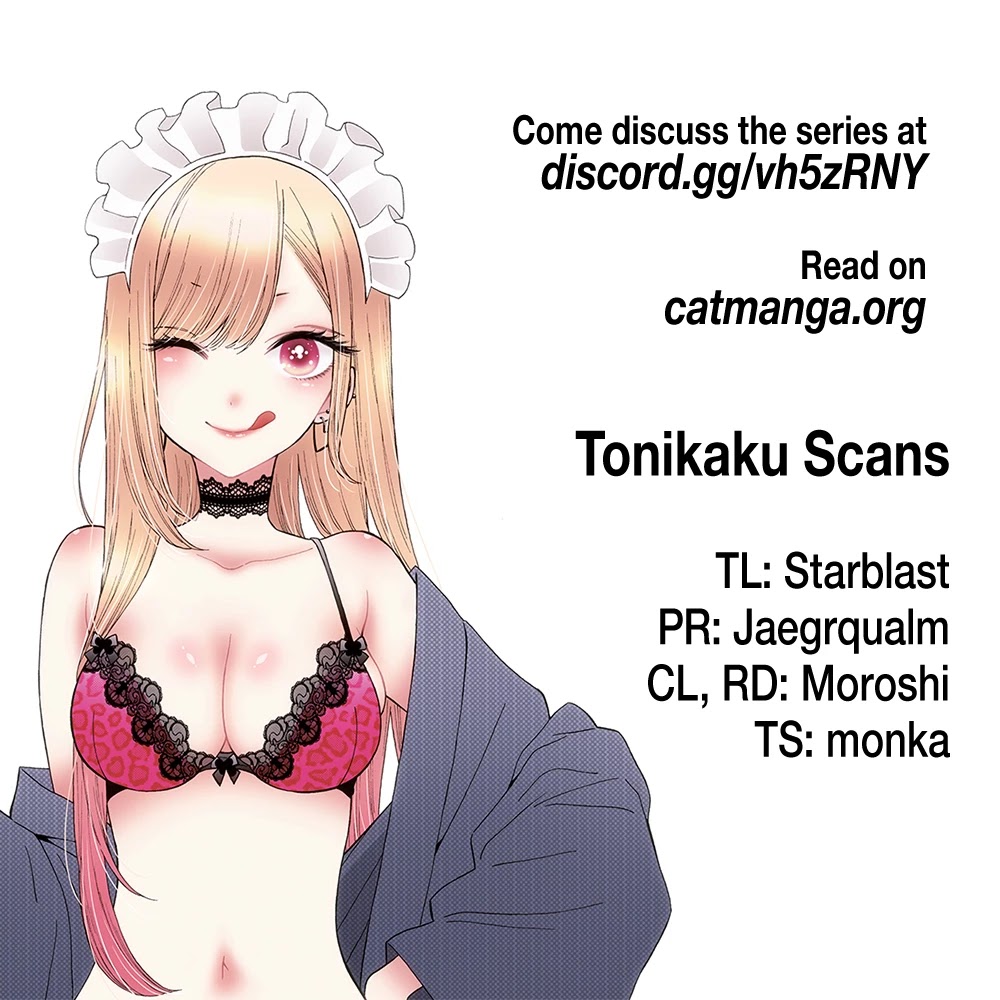 Come discuss the series at
discord.gg/vh5zRNY
Read on
catmanga.org
Tonikaku Scans
TL: Starblast
PR: Jaegrqualm
CL, RD: Moroshi
TS: monka